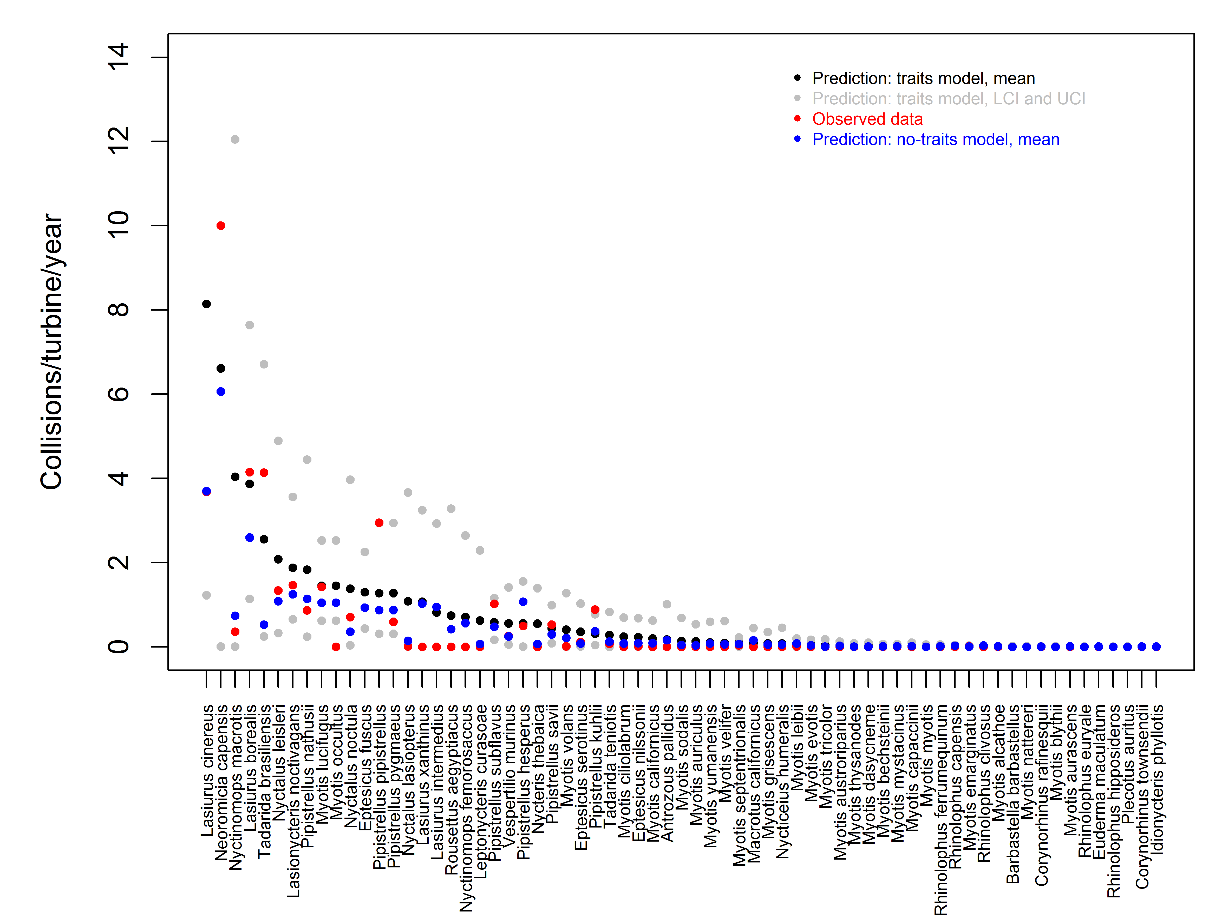 14
12
10
8
6
4
2
0
Collisions/turbine/year
Prediction: traits model, mean
Prediction: traits model, LCI and UCI
Observed data
Prediction: no-traits model, mean
Lasiurus cinereus
Neoromicia capensis
Nyctinomops macrotis
Lasiurus borealis
Tadarida brasiliensis
Nyctalus leisleri
Lasionycteris noctivagans
Pipistrellus nathusii
Myotis lucifugus
Myotis occultus
Nyctalus noctula
Eptesicus fuscus
Pipistrellus pipistrellus
Pipistrellus pygmaeus
Nyctalus lasiopterus
Lasiurus xanthinus
Lasiurus intermedius
Rousettus aegyptiacus
Nyctinomops femorosaccus
Leptonycteris curasoae
Pipistrellus subflavus
Vespertilio murinus
Pipistrellus hesperus
Nycteris thebaica
Pipistrellus savii
Myotis volans
Eptesicus serotinus
Pipistrellus kuhlii
Tadarida teniotis
Myotis ciliolabrum
Eptesicus nilssonii
Myotis californicus
Antrozous pallidus
Myotis sodalis
Myotis auriculus
Myotis yumanensis
Myotis velifer
Myotis septentrionalis
Macrotus californicus
Myotis grisescens
Nycticeius humeralis
Myotis leibii
Myotis evotis
Myotis tricolor
Myotis austroriparius
Myotis thysanodes
Myotis dasycneme
Myotis bechsteinii
Myotis mystacinus
Myotis capaccinii
Myotis myotis
Rhinolophus ferrumequinum
Rhinolophus capensis
Myotis emarginatus
Rhinolophus clivosus
Myotis alcathoe
Barbastella barbastellus
Myotis nattereri
Corynorhinus rafinesquii
Myotis blythii
Myotis aurascens
Rhinolophus euryale
Euderma maculatum
Rhinolophus hipposideros
Plecotus auritus
Corynorhinus townsendii
Idionycteris phyllotis